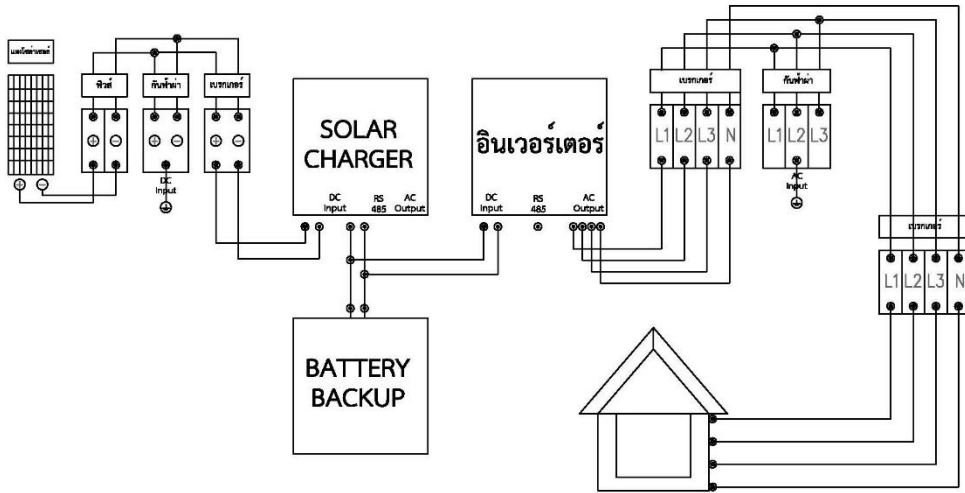 แผงโซล่าเซลล์
ฟิวส์
กันฟ้าผ่า
เบรกเกอร์
+ -
+ -
+ -
DC
Input
+ -
SOLAR
CHARGER
DC
Input
RS
485
AC
Output
อินเวอร์เตอร์
DC
Input
RS
485
AC
Output
เบรกเกอร์
L1 L2 L3 N
กันฟ้าผ่า
L1 L2 L3
AC
Input
เบรกเกอร์
L1 L2 L3 N
BATTERY
BACKUP